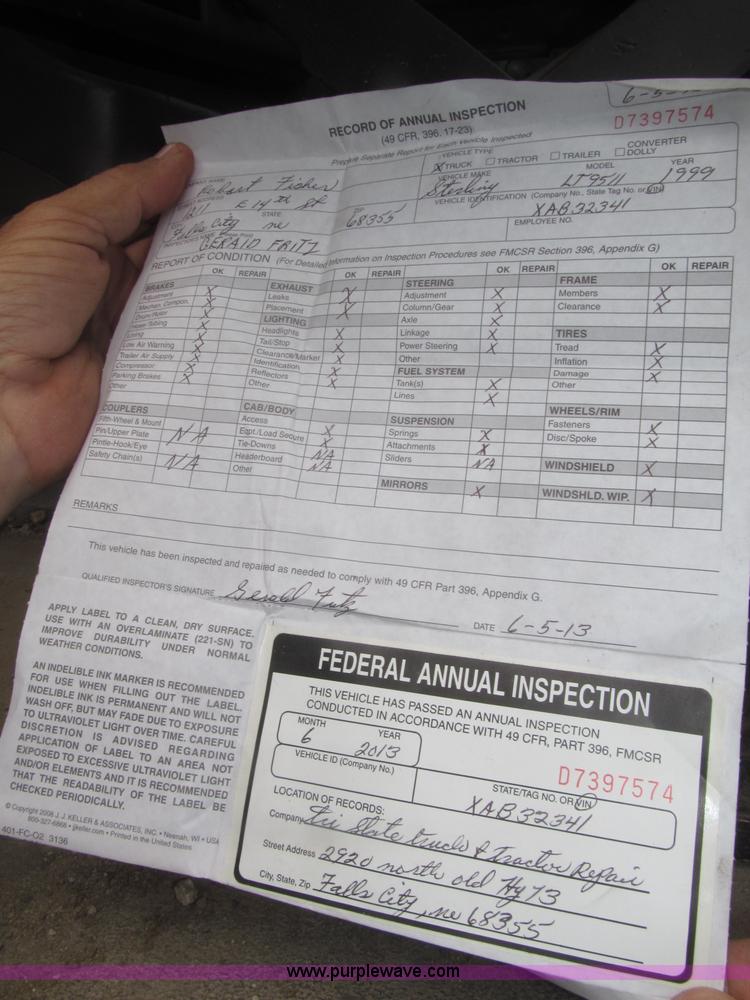 RECORD OF ANNUAL INSPECTION
(49 CFR, 396. 17-23)
D7397574
Prepare Separate Report for Each Vehicle Inspected
VEHICLE TYPE
X TRUCK TRACTOR TRAILER CONVERTER DOLLY
VEHICLE MAKE MODEL YEAR
Sterling LT9511 1999
VEHICLE IDENTIFICATION (Company No., State Tag No. or VIN)
XAB32341
EMPLOYEE NO.
Robert Fisher
1211 E 14th St
STATE
Falls City ne 68355
GERALD FRITZ
REPORT OF CONDITION (For Detailed Information on Inspection Procedures see FMCSR Section 396, Appendix G)
OK REPAIR OK REPAIR OK REPAIR OK REPAIR
BRAKES
Adjustment X
Mechan. Compon. X
Drum/Rotor X
Hose/Tubing X
Lining X
Low Air Warning X
Trailer Air Supply X
Compressor X
Parking Brakes X
Other
COUPLERS
Fifth-Wheel & Mount
Pin/Upper Plate NA
Pintle-Hook/Eye
Safety Chain(s) NA
EXHAUST
Leaks X
Placement X
LIGHTING
Headlights X
Tail/Stop X
Clearance/Marker X
Identification X
Reflectors X
Other
CAB/BODY
Access
Eqpt./Load Secure X
Tie-Downs X
Headerboard NA
Other NA
STEERING
Adjustment X
Column/Gear X
Axle X
Linkage X
Power Steering X
Other
FUEL SYSTEM
Tank(s) X
Lines X
SUSPENSION
Springs X
Attachments X
Sliders NA
MIRRORS X
FRAME
Members X
Clearance X
TIRES
Tread X
Inflation X
Damage X
Other
WHEELS/RIM
Fasteners X
Disc/Spoke X
WINDSHIELD X
WINDSHLD. WIP. X
REMARKS
This vehicle has been inspected and repaired as needed to comply with 49 CFR Part 396, Appendix G.
QUALIFIED INSPECTOR'S SIGNATURE Gerald Fritz
DATE 6-5-13
APPLY LABEL TO A CLEAN, DRY SURFACE.
USE WITH AN OVERLAMINATE (221-SN) TO
IMPROVE DURABILITY UNDER NORMAL
WEATHER CONDITIONS.
AN INDELIBLE INK MARKER IS RECOMMENDED
FOR USE WHEN FILLING OUT THE LABEL.
INDELIBLE INK IS PERMANENT AND WILL NOT
WASH OFF, BUT MAY FADE DUE TO EXPOSURE
TO ULTRAVIOLET LIGHT OVER TIME. CAREFUL
DISCRETION IS ADVISED REGARDING
APPLICATION OF LABEL TO AN AREA NOT
EXPOSED TO EXCESSIVE ULTRAVIOLET LIGHT
AND/OR ELEMENTS AND IT IS RECOMMENDED
THAT THE READABILITY OF THE LABEL BE
CHECKED PERIODICALLY.
© Copyright 2008 J. J. KELLER & ASSOCIATES, INC. • Neenah, WI • USA
800-327-6868 • jjkeller.com • Printed in the United States
401-FC-O2 3136
FEDERAL ANNUAL INSPECTION
THIS VEHICLE HAS PASSED AN ANNUAL INSPECTION
CONDUCTED IN ACCORDANCE WITH 49 CFR, PART 396, FMCSR
MONTH YEAR
6 2013
D7397574
VEHICLE ID (Company No.)
STATE/TAG NO. OR VIN
XAB32341
LOCATION OF RECORDS:
Company Tri State truck & Tractor Repair
Street Address 2920 north old Hy 73
City, State, Zip Falls City, ne 68355
www.purplewave.com